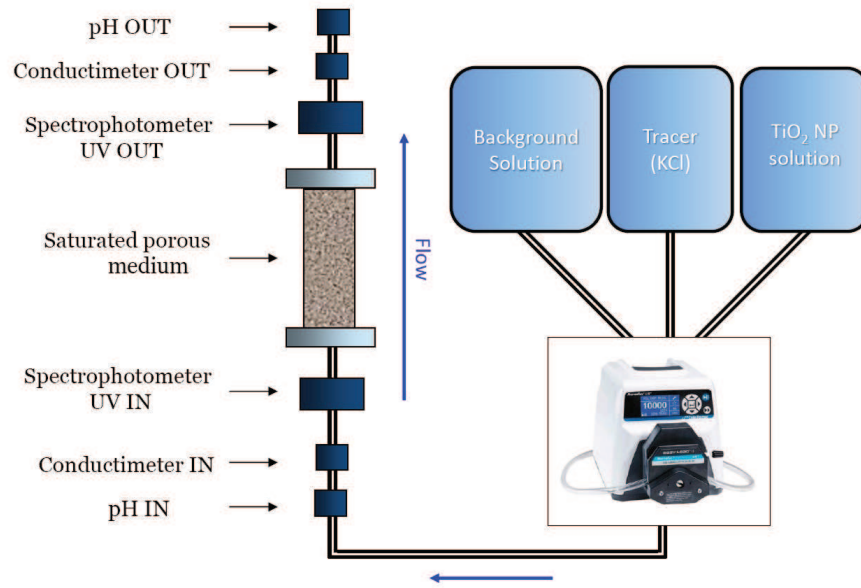 pH OUT
Conductimeter OUT
Spectrophotometer
UV OUT
Saturated porous
medium
Spectrophotometer
UV IN
Conductimeter IN
pH IN
Flow
Background
Solution
Tracer
(KCl)
TiO₂ NP
solution
10000